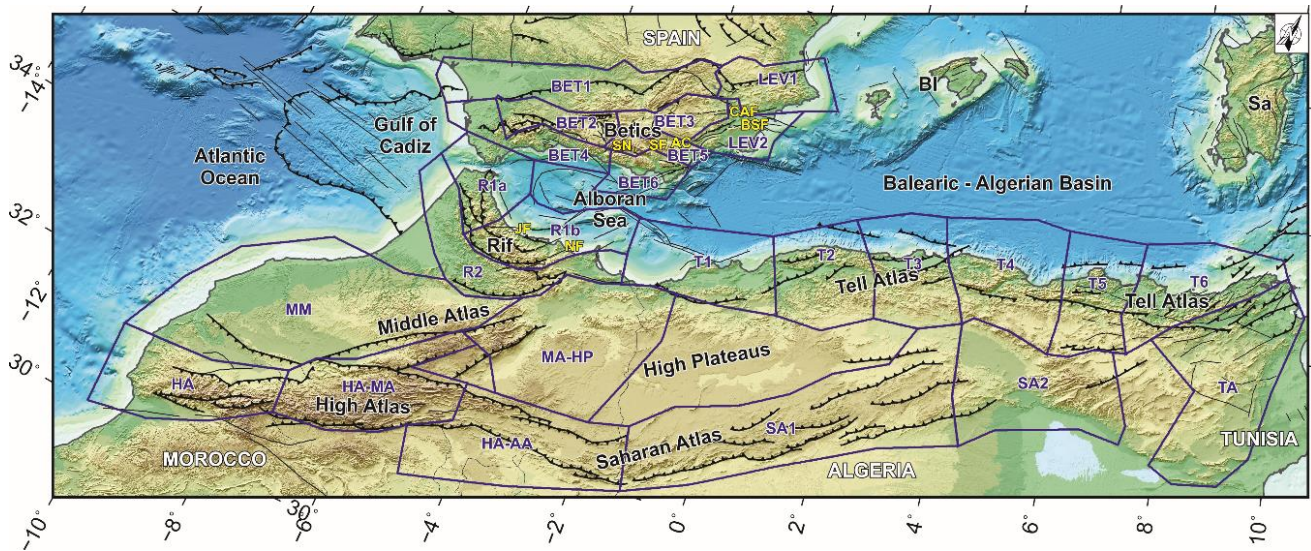 SPAIN
34°
-14°
BET1
LEV1
BI
Sa
CAF
BSF
Gulf of
Cadiz
BET2
BET3
Betics
SN
SF
AC
LEV2
BET4
BET5
Atlantic
Ocean
R1a
BET6
Balearic - Algerian Basin
Alboran
Sea
32°
JF
R1b
NF
Rif
T1
T2
T3
T4
T5
T6
R2
Tell Atlas
Tell Atlas
-12°
MM
Middle Atlas
MA-HP
High Plateaus
30°
HA
HA-MA
High Atlas
SA2
TA
SA1
HA-AA
Saharan Atlas
MOROCCO
ALGERIA
TUNISIA
-10°
-8°
30°
-6°
-4°
-2°
0°
2°
4°
6°
8°
10°